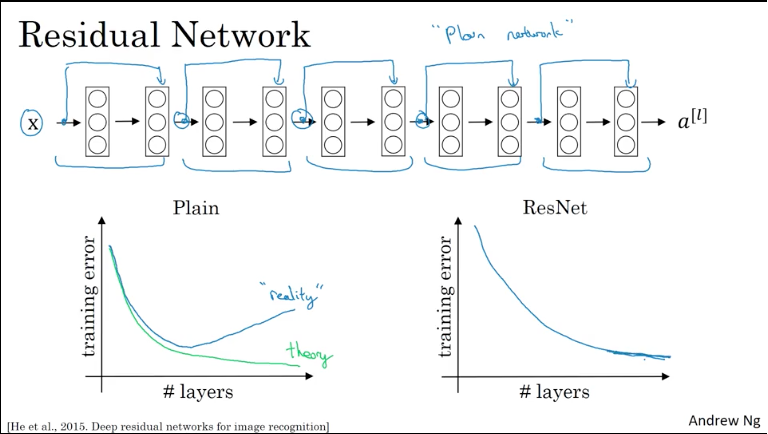 Residual Network
"Plain network"
x
a[l]
Plain
ResNet
training error
"reality"
theory
# layers
training error
# layers
[He et al., 2015. Deep residual networks for image recognition]
Andrew Ng